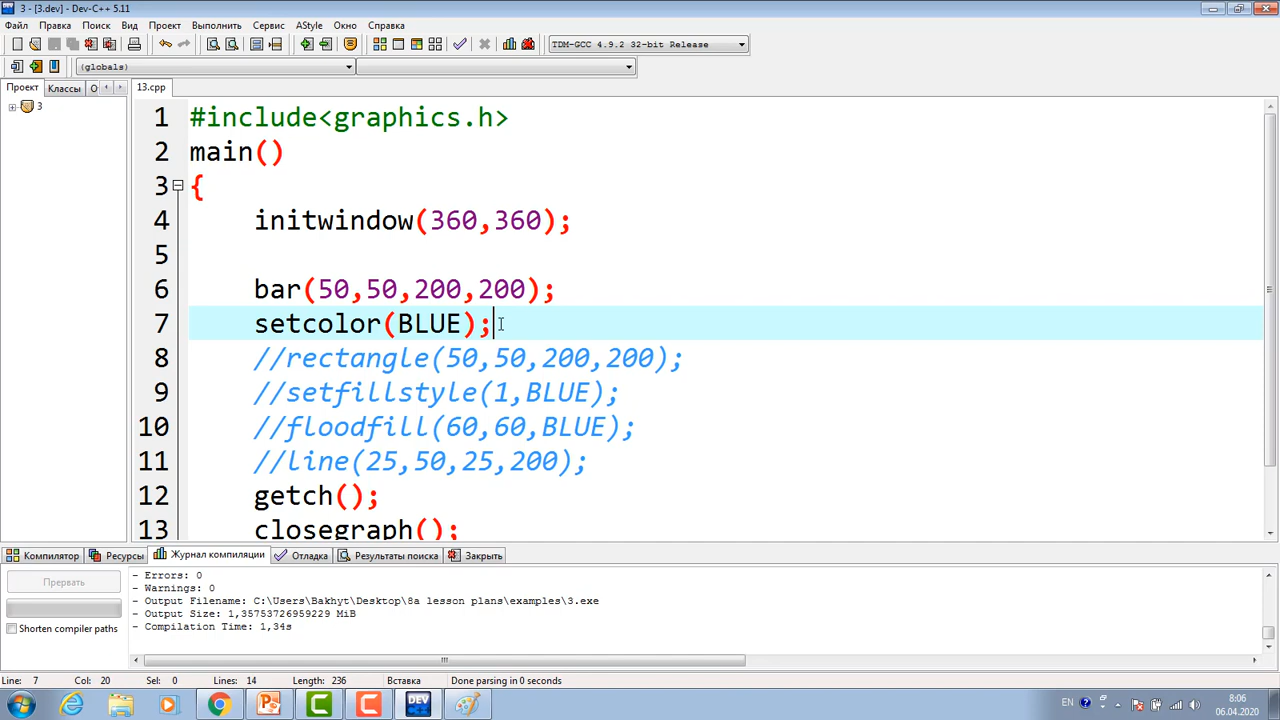 3 - [3.dev] - Dev-C++ 5.11
Файл Правка Поиск Вид Проект Выполнить Сервис AStyle Окно Справка
TDM-GCC 4.9.2 32-bit Release
(globals)
Проект Классы О 13.cpp
3
1 #include<graphics.h>
2 main()
3 {
4 initwindow(360,360);
5
6 bar(50,50,200,200);
7 setcolor(BLUE);
8 //rectangle(50,50,200,200);
9 //setfillstyle(1,BLUE);
10 //floodfill(60,60,BLUE);
11 //line(25,50,25,200);
12 getch();
13 closegraph();
Компилятор Ресурсы Журнал компиляции Отладка Результаты поиска Закрыть
Прервать
Shorten compiler paths
- Errors: 0
- Warnings: 0
- Output Filename: C:\Users\Bakhyt\Desktop\8a lesson plans\examples\3.exe
- Output Size: 1,35753726959229 MiB
- Compilation Time: 1,34s
Line: 7 Col: 20 Sel: 0 Lines: 14 Length: 236 Вставка Done parsing in 0 seconds
DEV
EN
8:06
06.04.2020